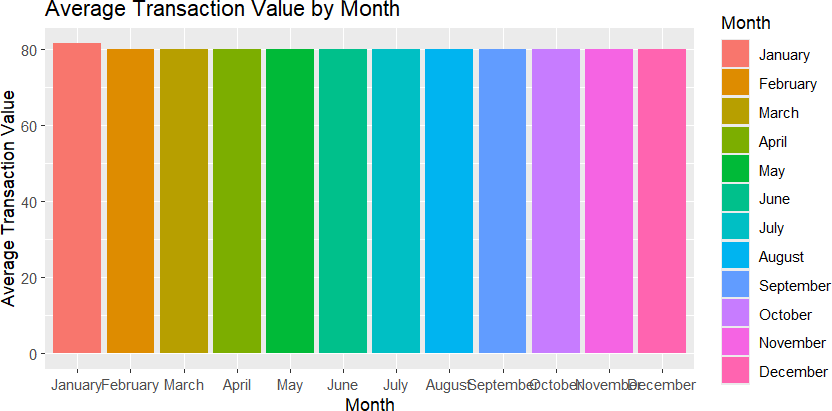 Average Transaction Value by Month
Average Transaction Value
80
60
40
20
0
January February March April May June July August September October November December
Month
Month
January
February
March
April
May
June
July
August
September
October
November
December